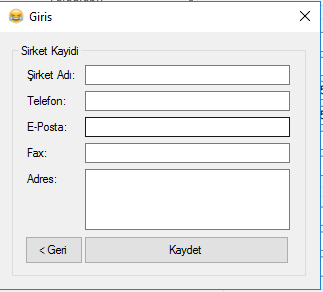 Giris
Sirket Kayidi
Şirket Adı:
Telefon:
E-Posta:
Fax:
Adres:
< Geri
Kaydet